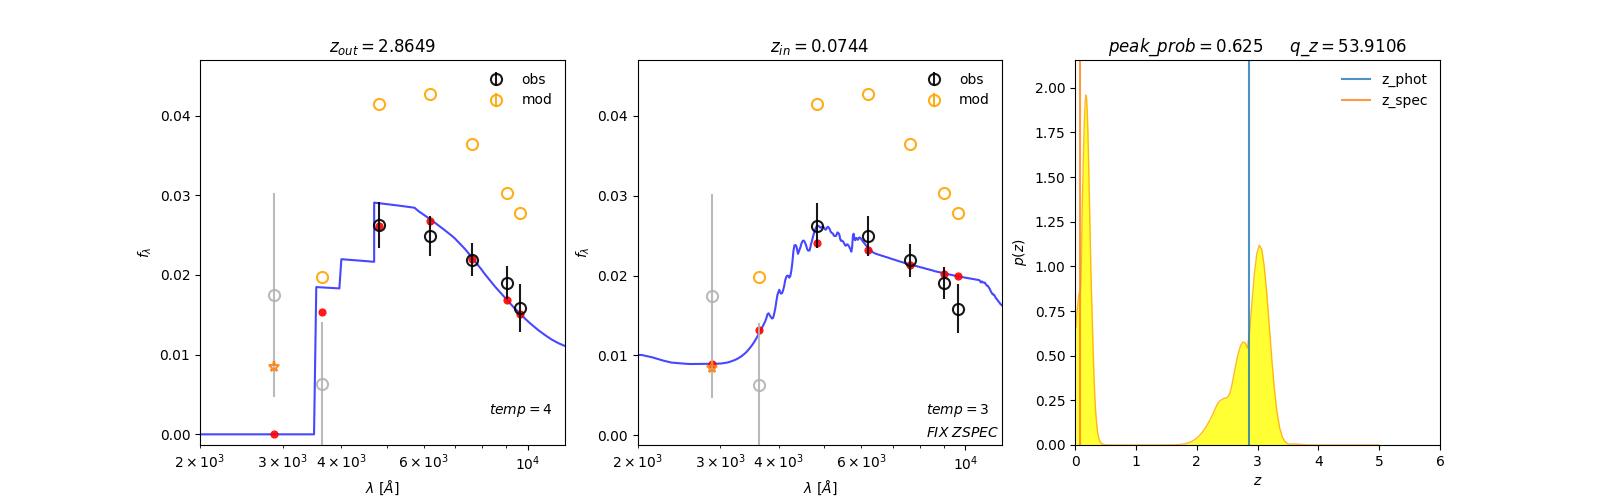 z_out = 2.8649
z_in = 0.0744
peak_prob = 0.625 q_z = 53.9106
obs
mod
obs
mod
z_phot
z_spec
0.04
0.03
0.02
0.01
0.00
f_λ
temp = 4
2 × 10³ 3 × 10³ 4 × 10³ 6 × 10³ 10⁴
λ [Å]
0.04
0.03
0.02
0.01
0.00
f_λ
temp = 3
FIX ZSPEC
2 × 10³ 3 × 10³ 4 × 10³ 6 × 10³ 10⁴
λ [Å]
2.00
1.75
1.50
1.25
1.00
0.75
0.50
0.25
0.00
p(z)
0 1 2 3 4 5 6
z